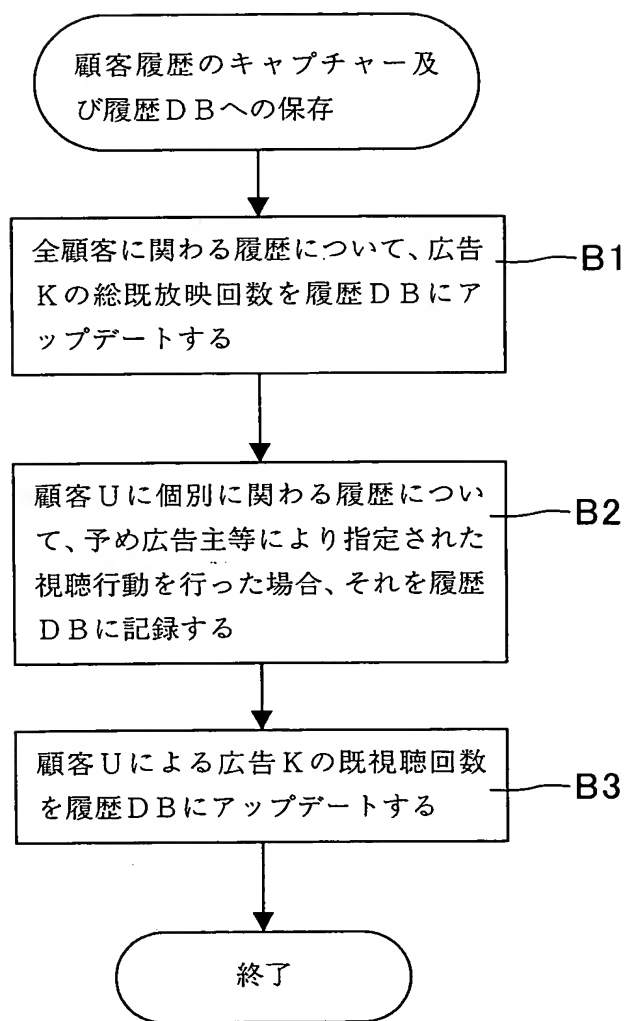 顧客履歴のキャプチャー及
び履歴ＤＢへの保存
全顧客に関わる履歴について、広告
Ｋの総既放映回数を履歴ＤＢにア
ップデートする
B1
顧客Ｕに個別に関わる履歴につい
て、予め広告主等により指定された
視聴行動を行った場合、それを履歴
ＤＢに記録する
B2
顧客Ｕによる広告Ｋの既視聴回数
を履歴ＤＢにアップデートする
B3
終了